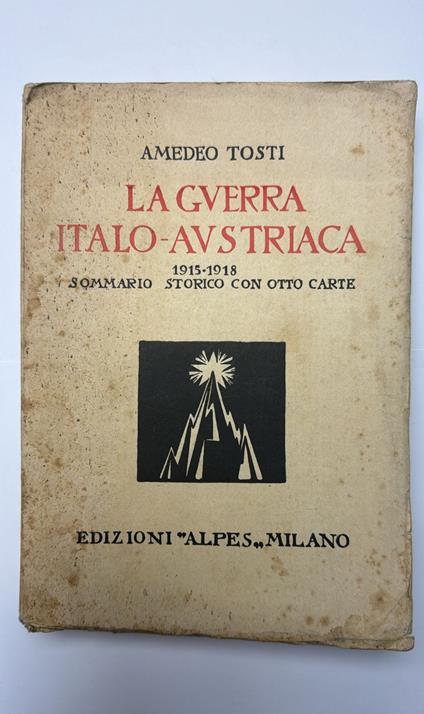 AMEDEO TOSTI
LA GVERRA
ITALO-AVSTRIACA
1915-1918
SOMMARIO STORICO CON OTTO CARTE
EDIZIONI "ALPES„ MILANO